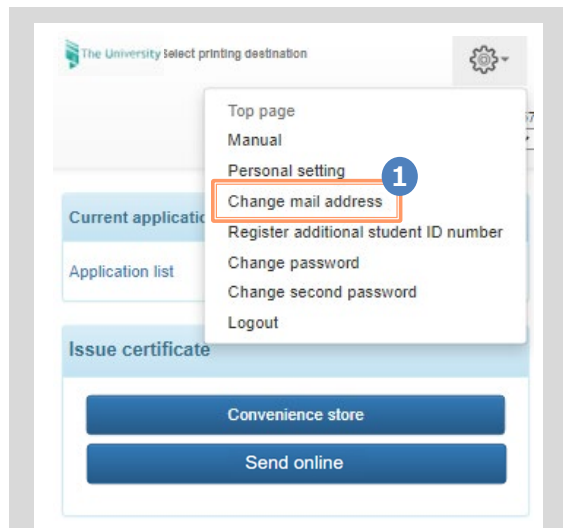 The University Select printing destination
Top page
Manual
Personal setting
1
Change mail address
Register additional student ID number
Change password
Change second password
Logout
Current applicatio
Application list
Issue certificate
Convenience store
Send online